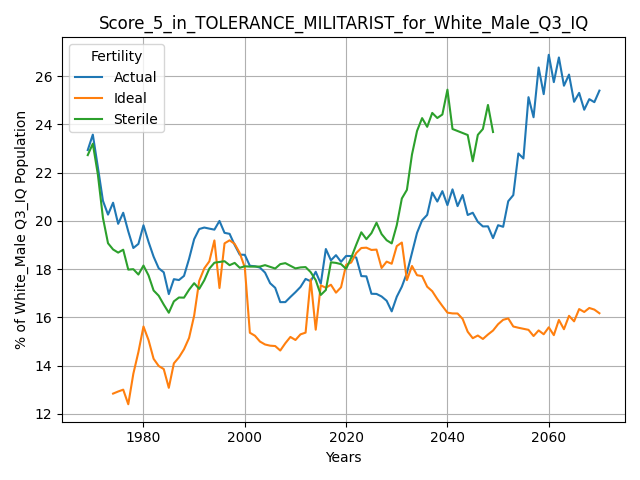 Score_5_in_TOLERANCE_MILITARIST_for_White_Male_Q3_IQ
Fertility
Actual
Ideal
Sterile
% of White_Male Q3_IQ Population
26
24
22
20
18
16
14
12
1980
2000
2020
2040
2060
Years